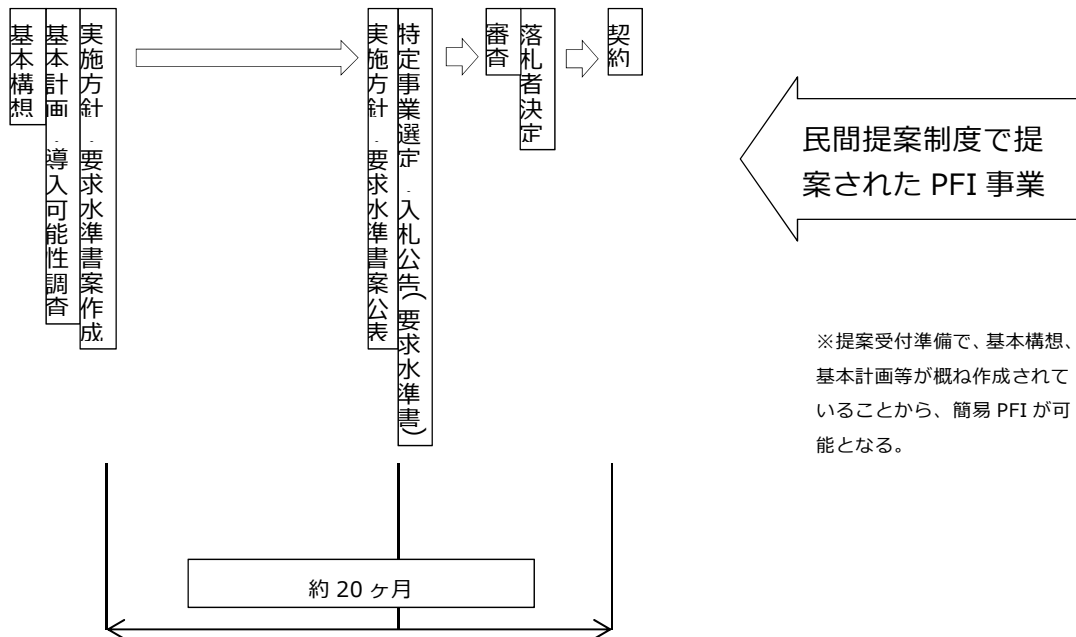 基本構想
基本計画・導入可能性調査
実施方針・要求水準書案作成
実施方針・要求水準書案公表
特定事業選定・入札公告(要求水準書)
審査
落札者決定
契約
民間提案制度で提
案された PFI 事業
※提案受付準備で、基本構想、
基本計画等が概ね作成されて
いることから、簡易 PFI が可
能となる。
約 20 ヶ月